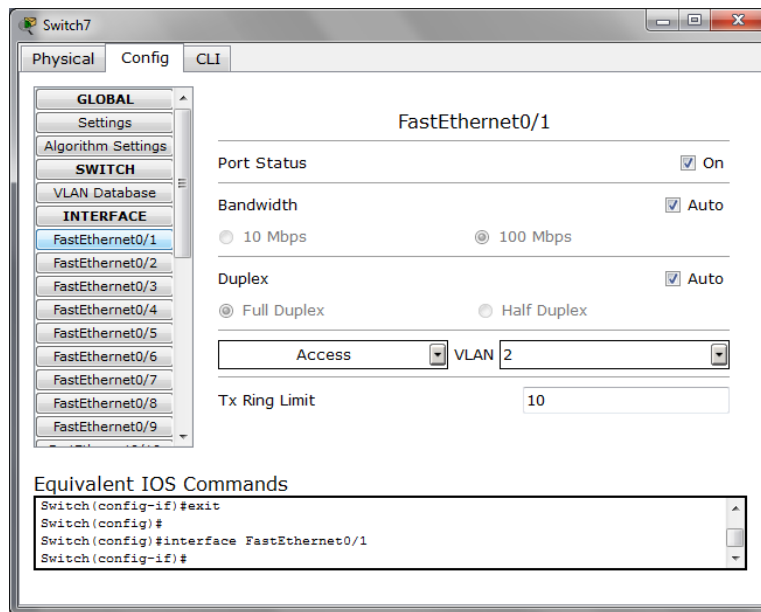 Switch7
Physical Config CLI
GLOBAL
Settings
Algorithm Settings
SWITCH
VLAN Database
INTERFACE
FastEthernet0/1
FastEthernet0/2
FastEthernet0/3
FastEthernet0/4
FastEthernet0/5
FastEthernet0/6
FastEthernet0/7
FastEthernet0/8
FastEthernet0/9
FastEthernet0/1
Port Status On
Bandwidth Auto
10 Mbps 100 Mbps
Duplex Auto
Full Duplex Half Duplex
Access VLAN 2
Tx Ring Limit 10
Equivalent IOS Commands
Switch(config-if)#exit
Switch(config)#
Switch(config)#interface FastEthernet0/1
Switch(config-if)#